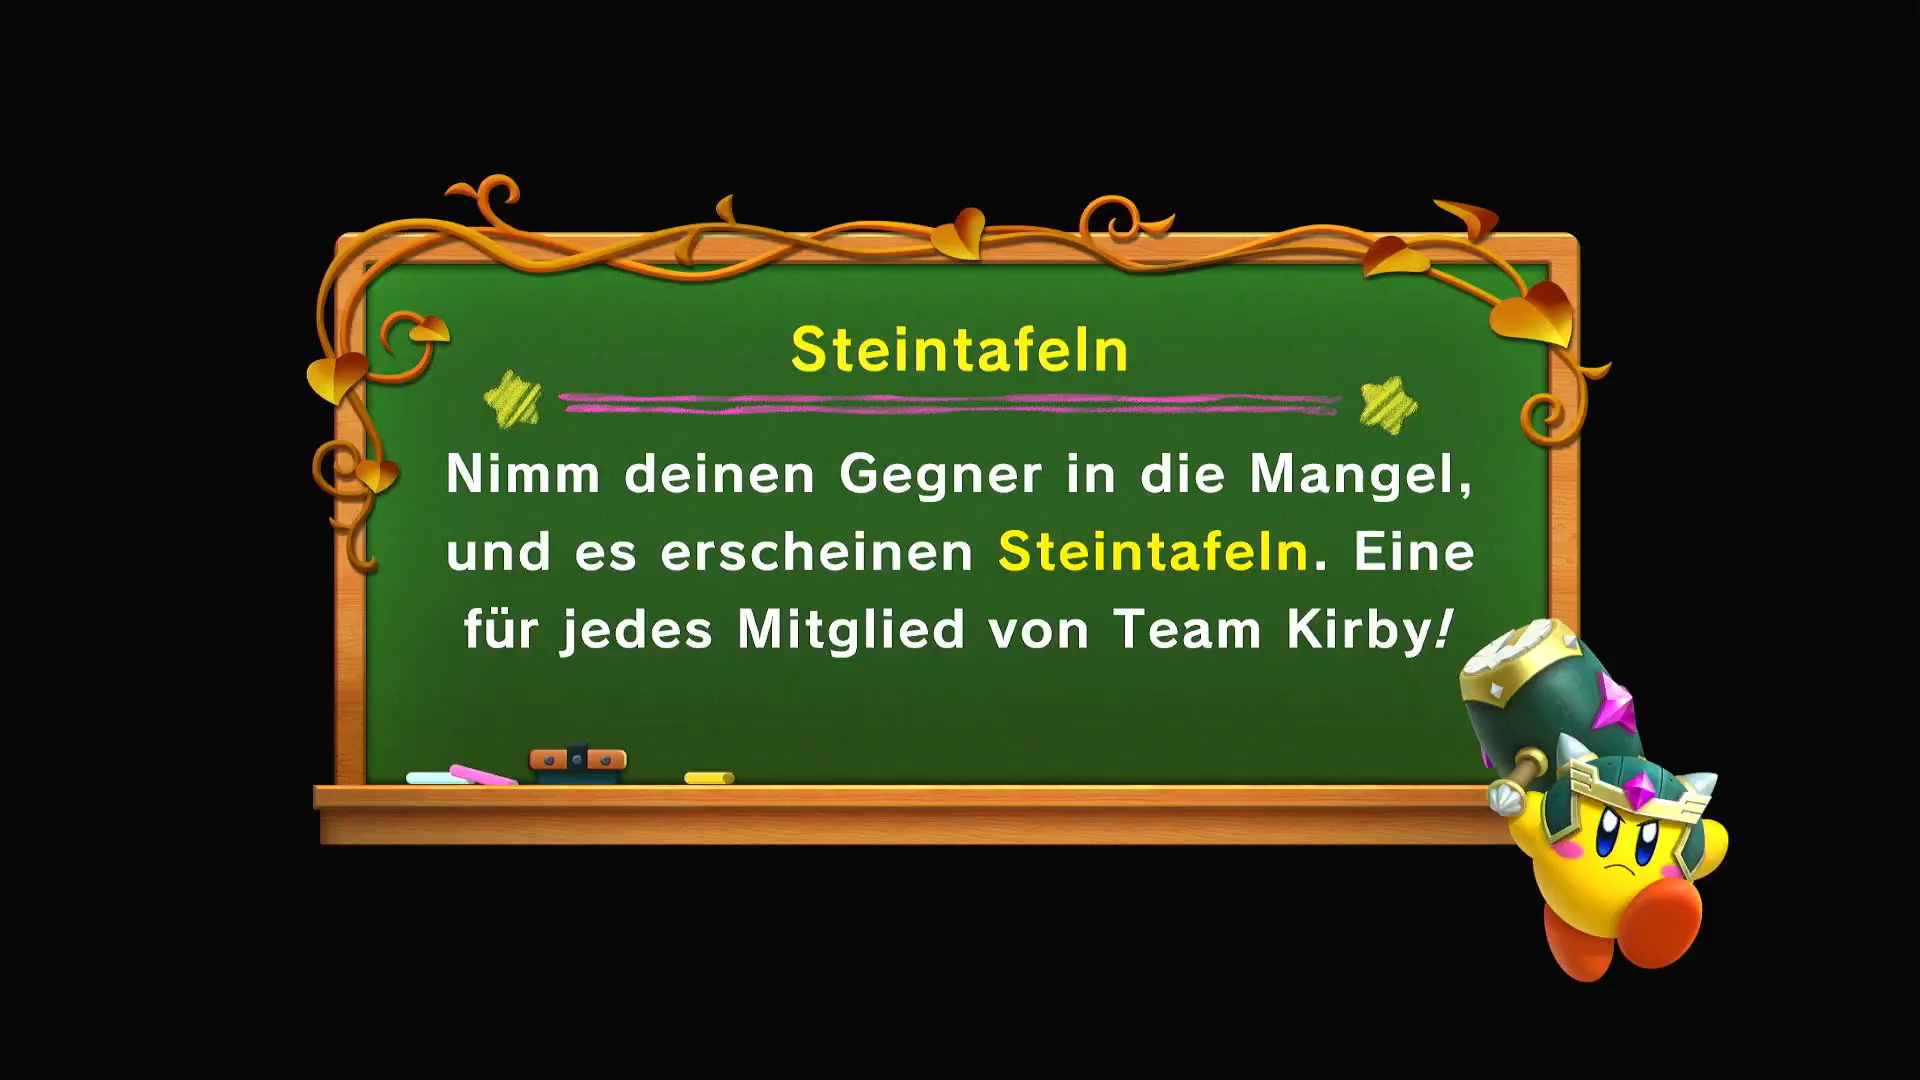 Steintafeln
Nimm deinen Gegner in die Mangel,
und es erscheinen Steintafeln. Eine
für jedes Mitglied von Team Kirby!